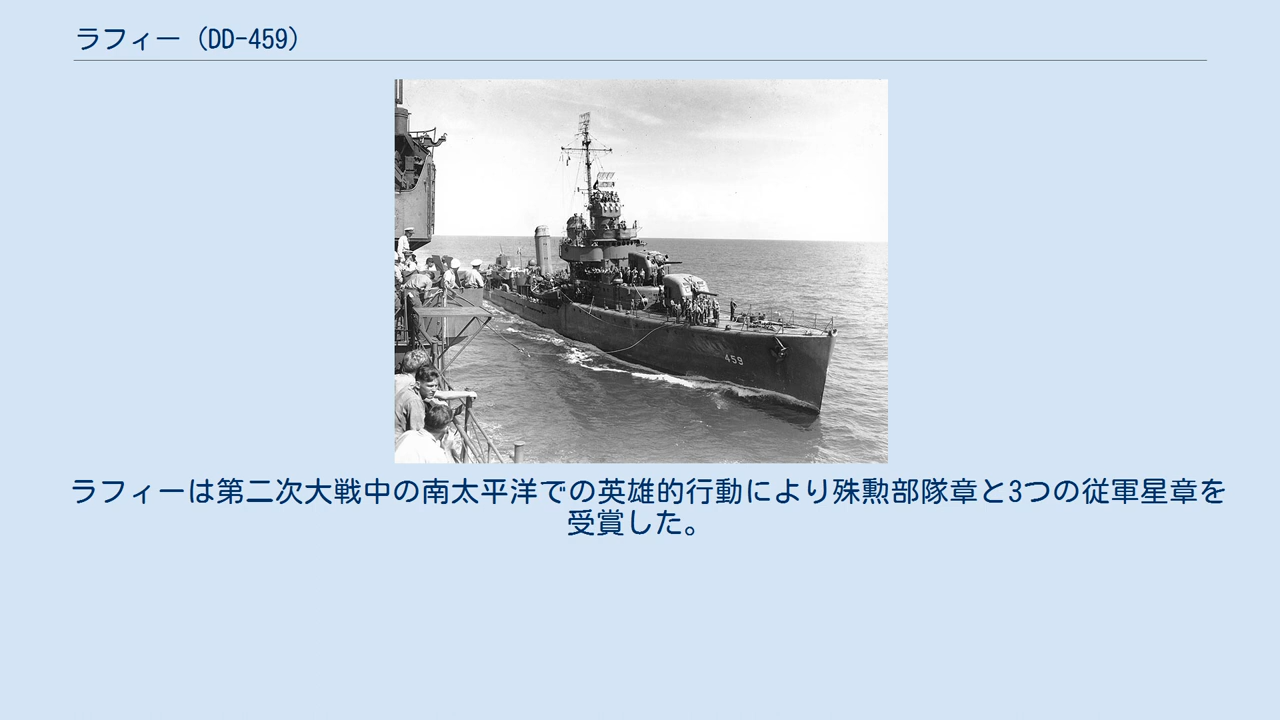 ラフィー（DD-459）
459
ラフィーは第二次大戦中の南太平洋での英雄的行動により殊勲部隊章と3つの従軍星章を
受賞した。